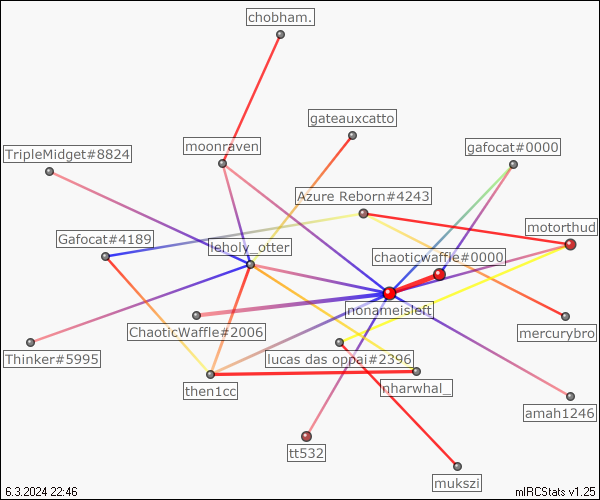 chobham.
gateauxcatto
moonraven
gafocat#0000
TripleMidget#8824
Azure Reborn#4243
motorthud
Gafocat#4189
leholy_otter
chaoticwaffle#0000
nonameisleft
ChaoticWaffle#2006
mercurybro
Thinker#5995
lucas das oppai#2396
then1cc
nharwhal_
amah1246
tt532
mukszi
6.3.2024 22:46
mIRCStats v1.25